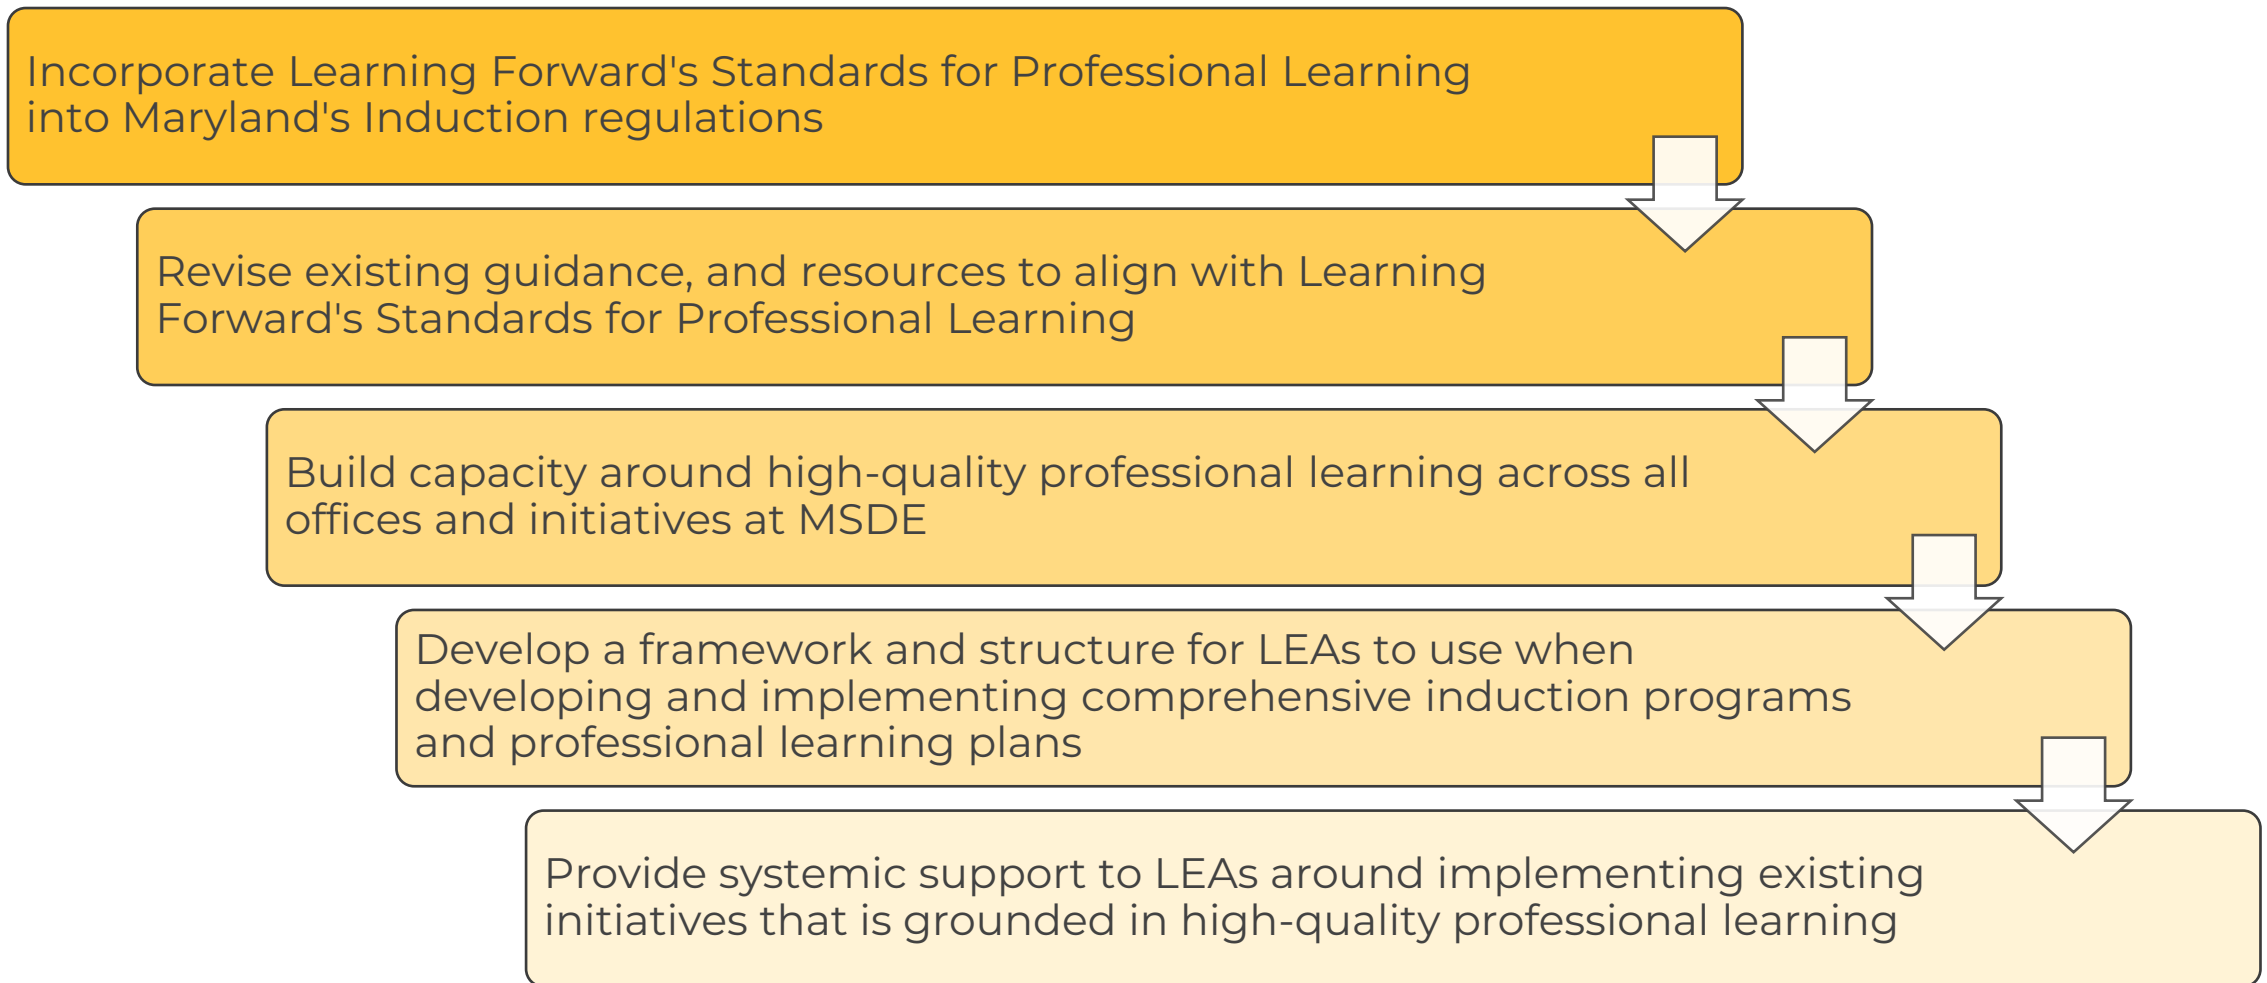 Incorporate Learning Forward's Standards for Professional Learning
into Maryland's Induction regulations
Revise existing guidance, and resources to align with Learning
Forward's Standards for Professional Learning
Build capacity around high-quality professional learning across all
offices and initiatives at MSDE
Develop a framework and structure for LEAs to use when
developing and implementing comprehensive induction programs
and professional learning plans
Provide systemic support to LEAs around implementing existing
initiatives that is grounded in high-quality professional learning